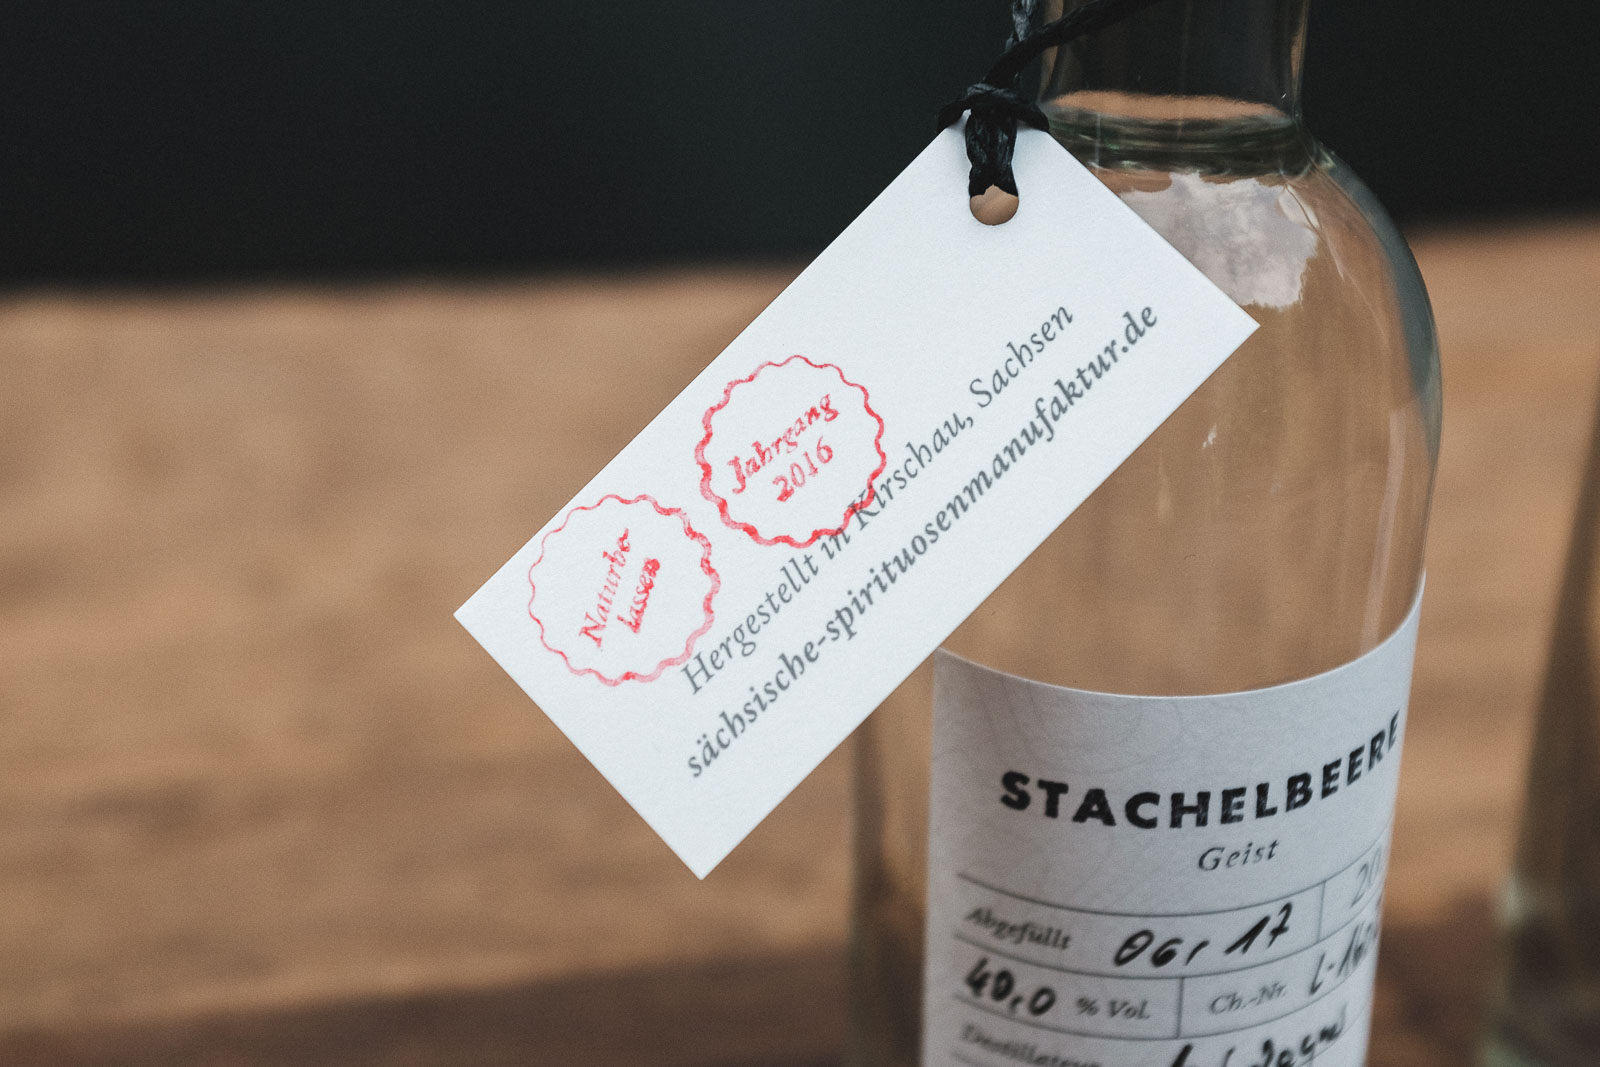 Jahrgang
2016
Naturbe-
lassen
Hergestellt in Kirschau, Sachsen
sächsische-spirituosenmanufaktur.de
STACHELBEERE
Geist
Abgefüllt 06, 17
40,0 % Vol. Ch.-Nr.